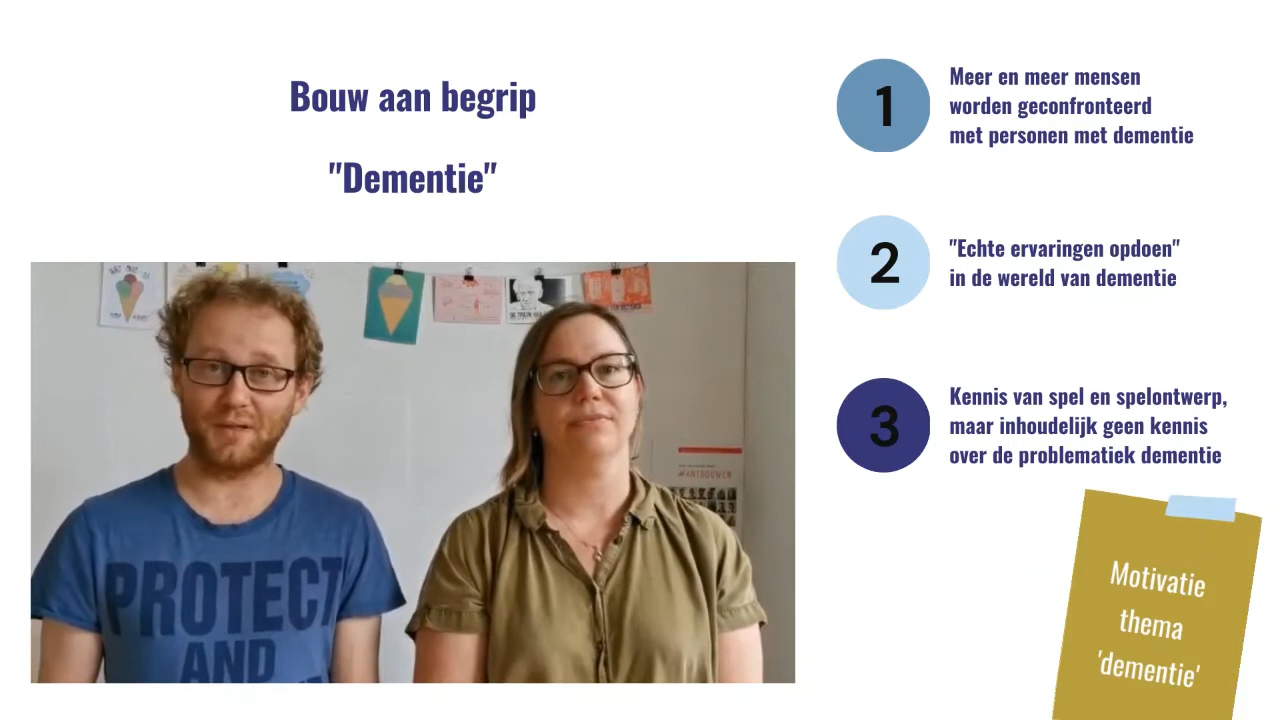 Bouw aan begrip
"Dementie"
PROTECT
AND
1
Meer en meer mensen
worden geconfronteerd
met personen met dementie
2
"Echte ervaringen opdoen"
in de wereld van dementie
3
Kennis van spel en spelontwerp,
maar inhoudelijk geen kennis
over de problematiek dementie
Motivatie
thema
'dementie'